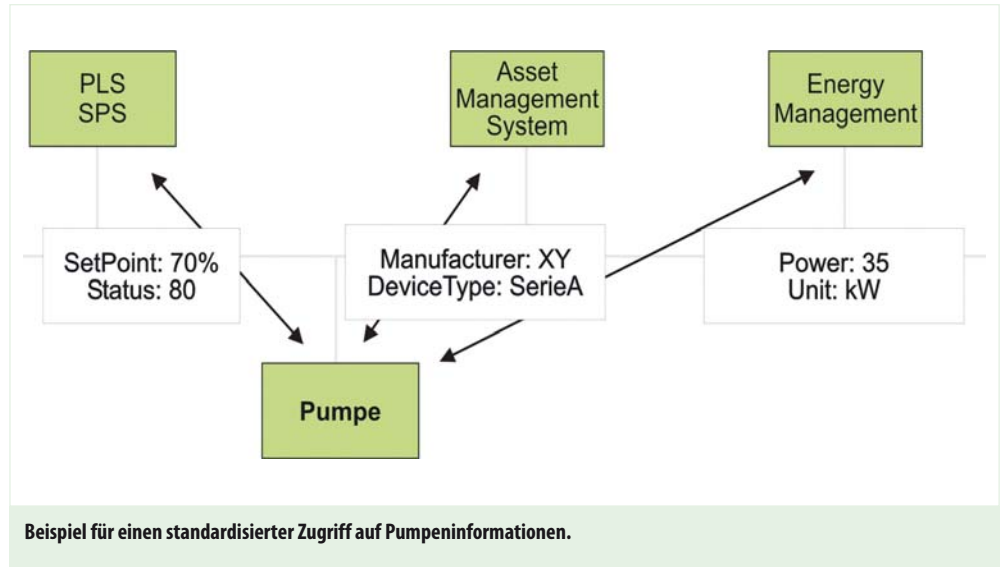 PLS
SPS
Asset
Management
System
Energy
Management
SetPoint: 70%
Status: 80
Manufacturer: XY
DeviceType: SerieA
Power: 35
Unit: kW
Pumpe
Beispiel für einen standardisierter Zugriff auf Pumpeninformationen.